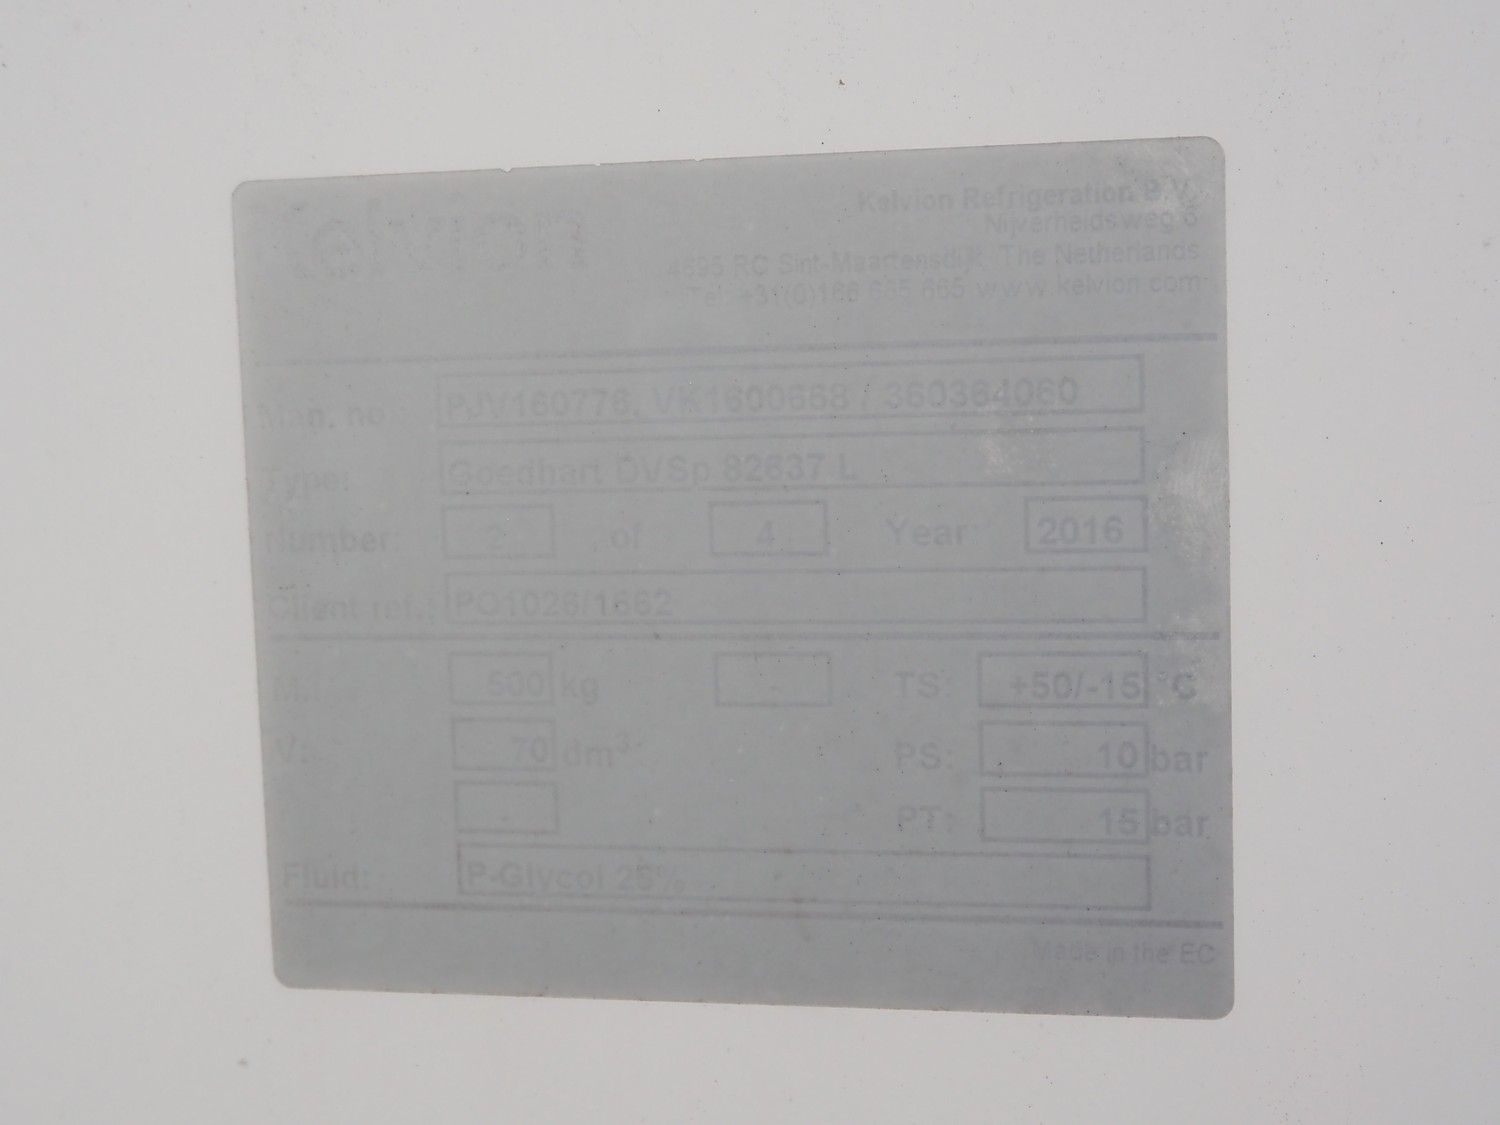 Kelvion Refrigeration B.V.
Nijverheidsweg 6
4695 RC Sint-Maartensdijk The Netherlands
Tel: +31(0)166 665 665 www.kelvion.com
Man. no PJV160776, VK1600668 / 360364060
Type: Goedhart DVSp 82637 L
Number: 2 of 4 Year 2016
Client ref.: PO1026/1662
M: 500 kg - TS: +50/-15 °C
V: 70 dm³ PS: 10 bar
- PT: 15 bar
Fluid: P-Glycol 25%
Made in the EC